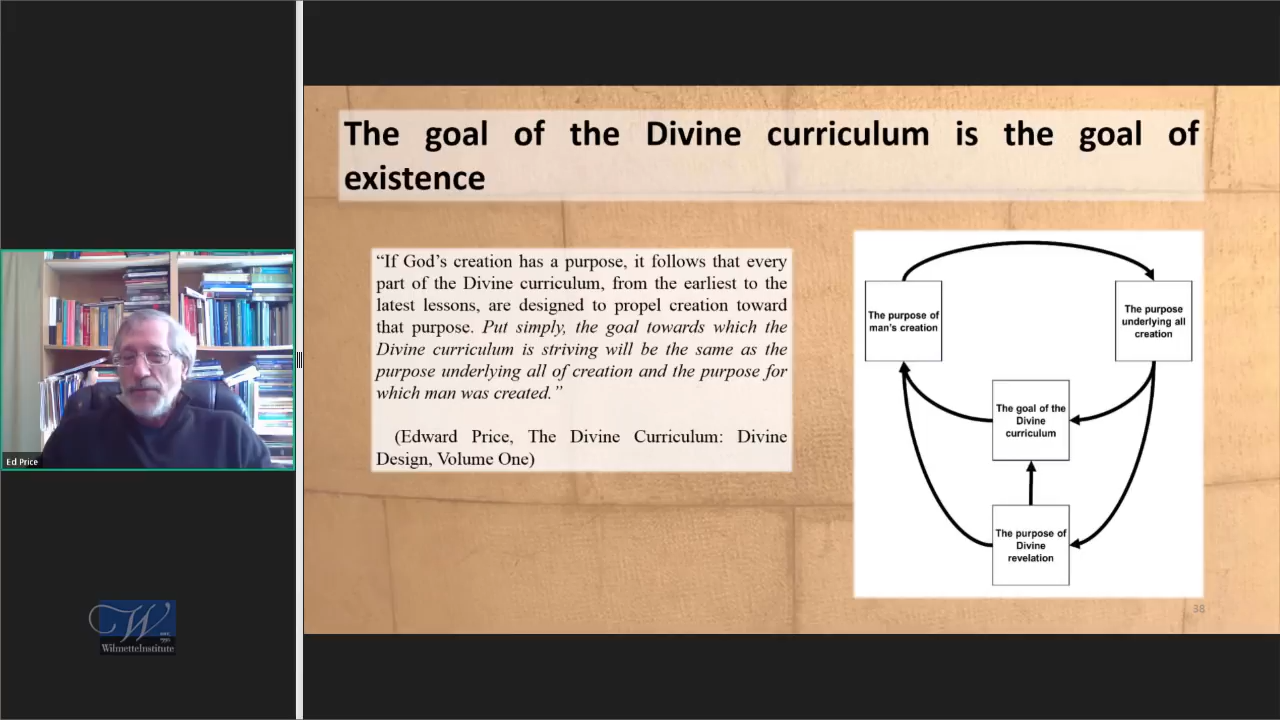 The goal of the Divine curriculum is the goal of
existence
“If God’s creation has a purpose, it follows that every
part of the Divine curriculum, from the earliest to the
latest lessons, are designed to propel creation toward
that purpose. Put simply, the goal towards which the
Divine curriculum is striving will be the same as the
purpose underlying all of creation and the purpose for
which man was created.”
(Edward Price, The Divine Curriculum: Divine
Design, Volume One)
The purpose of
man’s creation
The purpose
underlying all
creation
The goal of the
Divine
curriculum
The purpose of
Divine
revelation
38
Ed Price
W
WilmetteInstitute